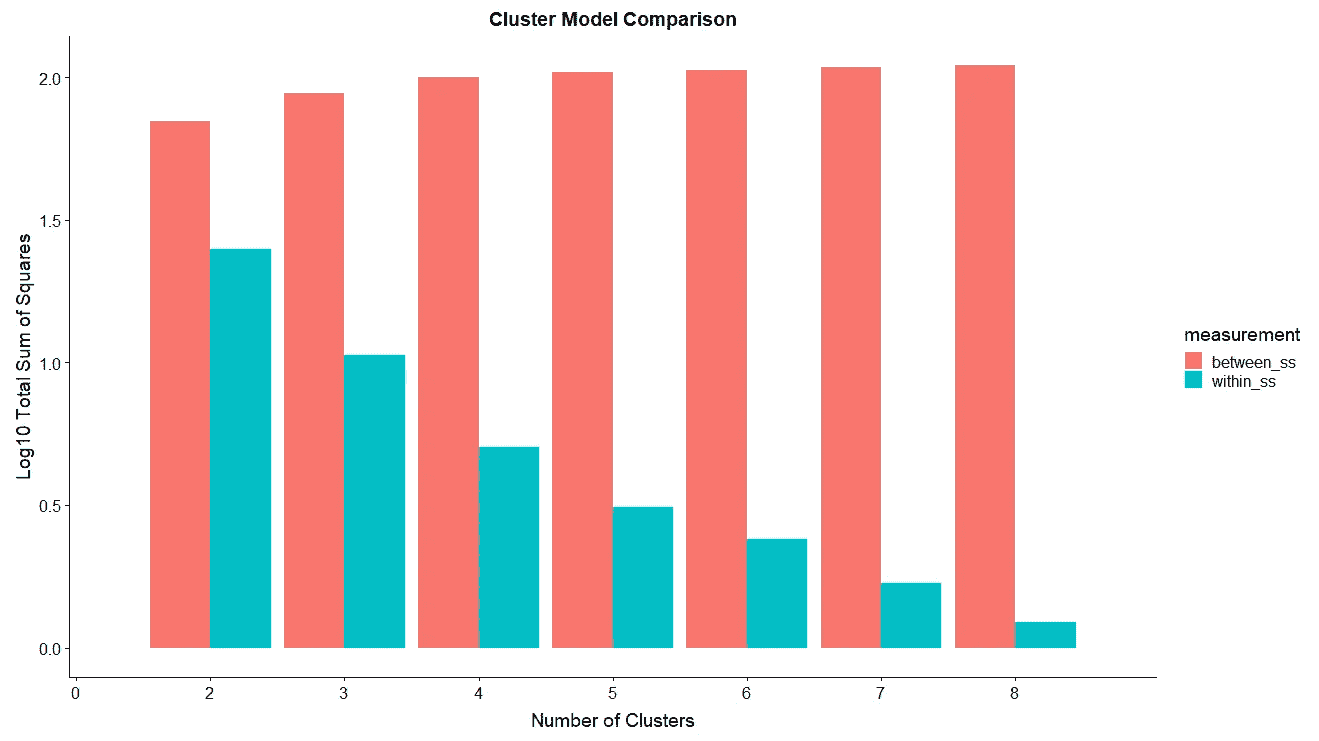 Cluster Model Comparison
Log10 Total Sum of Squares
2.0
1.5
1.0
0.5
0.0
0 2 3 4 5 6 7 8
Number of Clusters
measurement
between_ss
within_ss